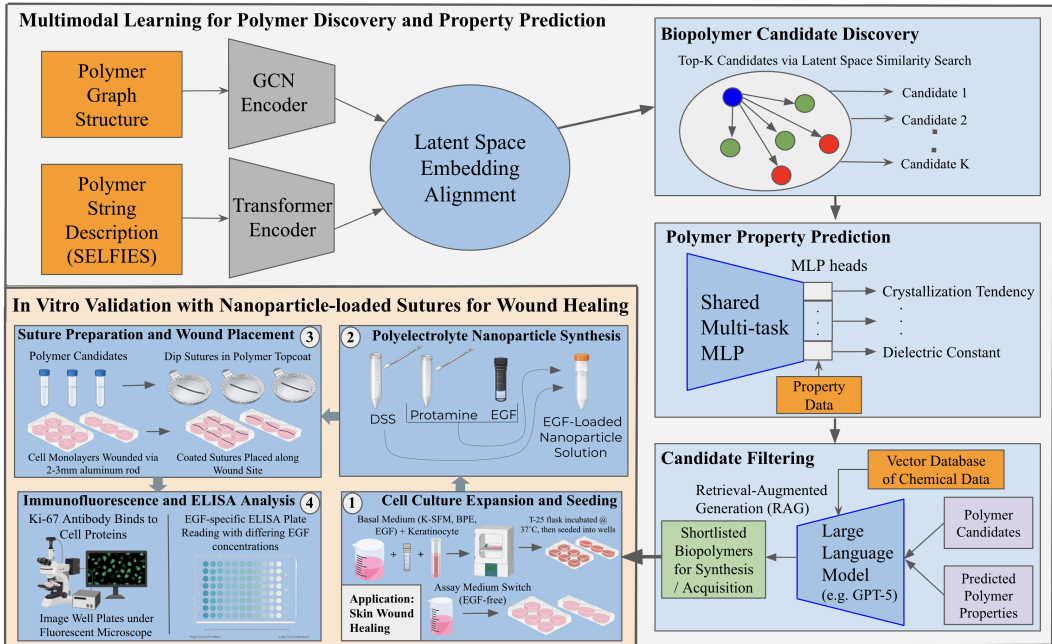 Multimodal Learning for Polymer Discovery and Property Prediction
Polymer
Graph
Structure
GCN
Encoder
Polymer
String
Description
(SELFIES)
Transformer
Encoder
Latent Space
Embedding
Alignment
Biopolymer Candidate Discovery
Top-K Candidates via Latent Space Similarity Search
Candidate 1
Candidate 2
Candidate K
Polymer Property Prediction
MLP heads
Shared
Multi-task
MLP
Crystallization Tendency
Dielectric Constant
Property
Data
Candidate Filtering
Vector Database
of Chemical Data
Retrieval-Augmented
Generation (RAG)
Shortlisted
Biopolymers
for Synthesis
/ Acquisition
Large
Language
Model
(e.g. GPT-5)
Polymer
Candidates
Predicted
Polymer
Properties
In Vitro Validation with Nanoparticle-loaded Sutures for Wound Healing
Suture Preparation and Wound Placement
3
Polymer Candidates
Dip Sutures in Polymer Topcoat
Cell Monolayers Wounded via
2-3mm aluminum rod
Coated Sutures Placed along
Wound Site
2
Polyelectrolyte Nanoparticle Synthesis
DSS
Protamine
EGF
EGF-Loaded
Nanoparticle
Solution
Immunofluorescence and ELISA Analysis
4
Ki-67 Antibody Binds to
Cell Proteins
Image Well Plates under
Fluorescent Microscope
EGF-specific ELISA Plate
Reading with differing EGF
concentrations
High Concentration
Low Concentration
1
Cell Culture Expansion and Seeding
Basal Medium (K-SFM, BPE,
EGF) + Keratinocyte
+
+
T-25 flask incubated @
37°C, then seeded into wells
Application:
Skin Wound
Healing
Assay Medium Switch
(EGF-free)